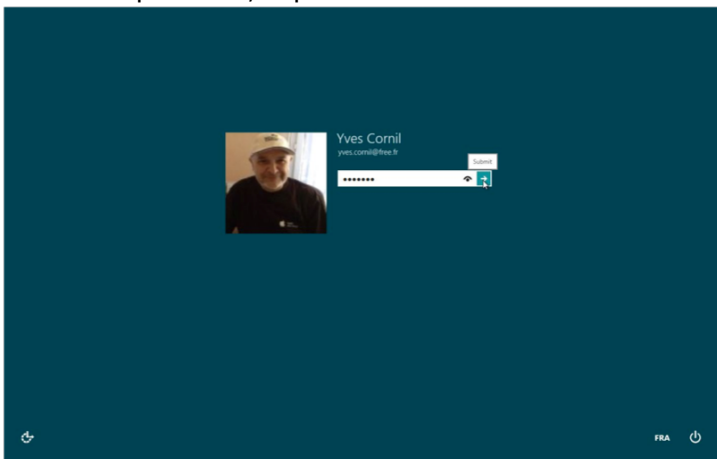 Yves Cornil
yves.cornil@free.fr
Submit
•••••••
FRA